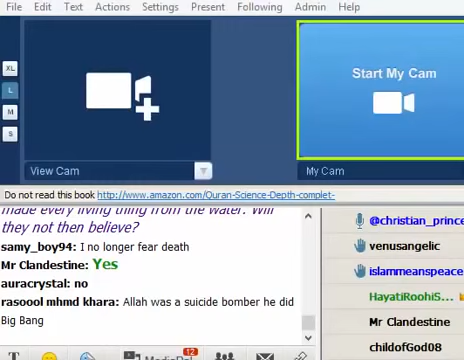 File Edit Text Actions Settings Present Following Admin Help
XL
L
M
S
Start My Cam
View Cam
My Cam
Do not read this book http://www.amazon.com/Quran-Science-Depth-complet-
made every living thing from the water. Will
they not then believe?
samy_boy94: I no longer fear death
Mr Clandestine: Yes
auracrystal: no
rasoool mhmd khara: Allah was a suicide bomber he did
Big Bang
@christian_prince
venusangelic
islammeanspeace
HayatiRoohiS...
Mr Clandestine
childofGod08
12